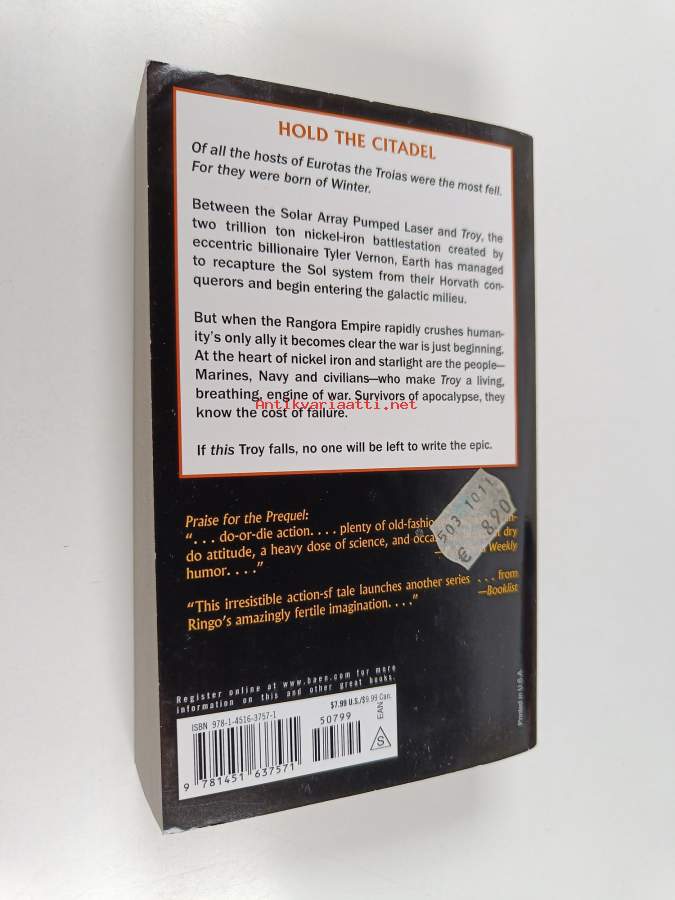 HOLD THE CITADEL
Of all the hosts of Eurotas the Troias were the most fell.
For they were born of Winter.
Between the Solar Array Pumped Laser and Troy, the
two trillion ton nickel-iron battlestation created by
eccentric billionaire Tyler Vernon, Earth has managed
to recapture the Sol system from their Horvath con-
querors and begin entering the galactic milieu.
But when the Rangora Empire rapidly crushes human-
ity's only ally it becomes clear the war is just beginning.
At the heart of nickel iron and starlight are the people—
Marines, Navy and civilians—who make Troy a living,
breathing, engine of war. Survivors of apocalypse, they
Antikvariaatti.net
know the cost of failure.
If this Troy falls, no one will be left to write the epic.
Praise for the Prequel:
". . . do-or-die action. . . . plenty of old-fashio
do attitude, a heavy dose of science, and occas dry
humor. . . ." Weekly
503 1011
€ 8.90
"This irresistible action-sf tale launches another series . . . from
Ringo's amazingly fertile imagination. . . ." —Booklist
Register online at www.baen.com for more
information on this and other great books.
ISBN 978-1-4516-3757-1
$7.99 U.S./$9.99 Can.
50799
EAN
S
9 781451 637571
Printed in U.S.A.